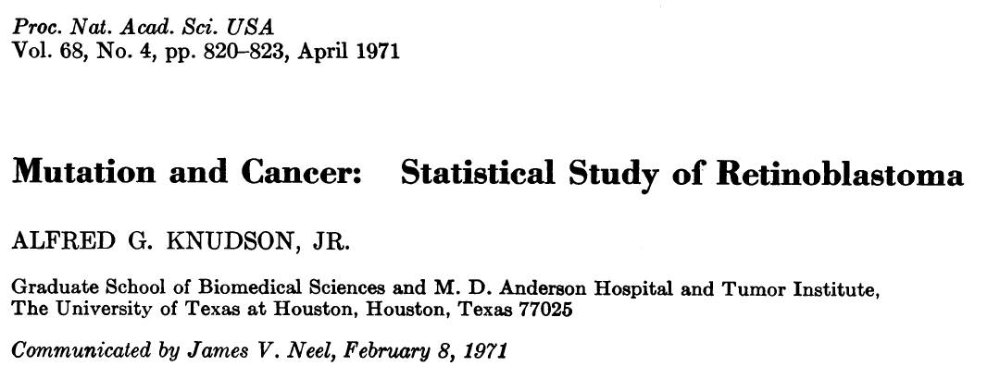 Proc. Nat. Acad. Sci. USA
Vol. 68, No. 4, pp. 820–823, April 1971
Mutation and Cancer: Statistical Study of Retinoblastoma
ALFRED G. KNUDSON, JR.
Graduate School of Biomedical Sciences and M. D. Anderson Hospital and Tumor Institute,
The University of Texas at Houston, Houston, Texas 77025
Communicated by James V. Neel, February 8, 1971